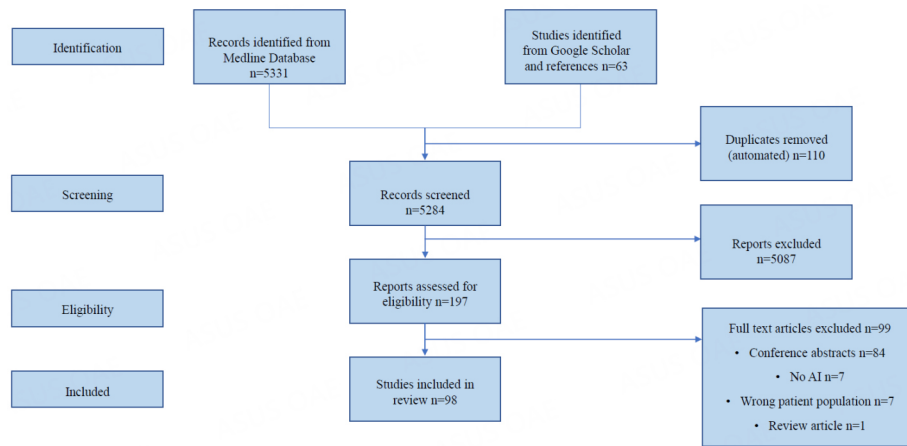 Identification
Records identified from
Medline Database
n=5331
Studies identified
from Google Scholar
and references n=63
Duplicates removed
(automated) n=110
Screening
Records screened
n=5284
Reports excluded
n=5087
Eligibility
Reports assessed for
eligibility n=197
Full text articles excluded n=99
• Conference abstracts n=84
• No AI n=7
• Wrong patient population n=7
• Review article n=1
Included
Studies included in
review n=98